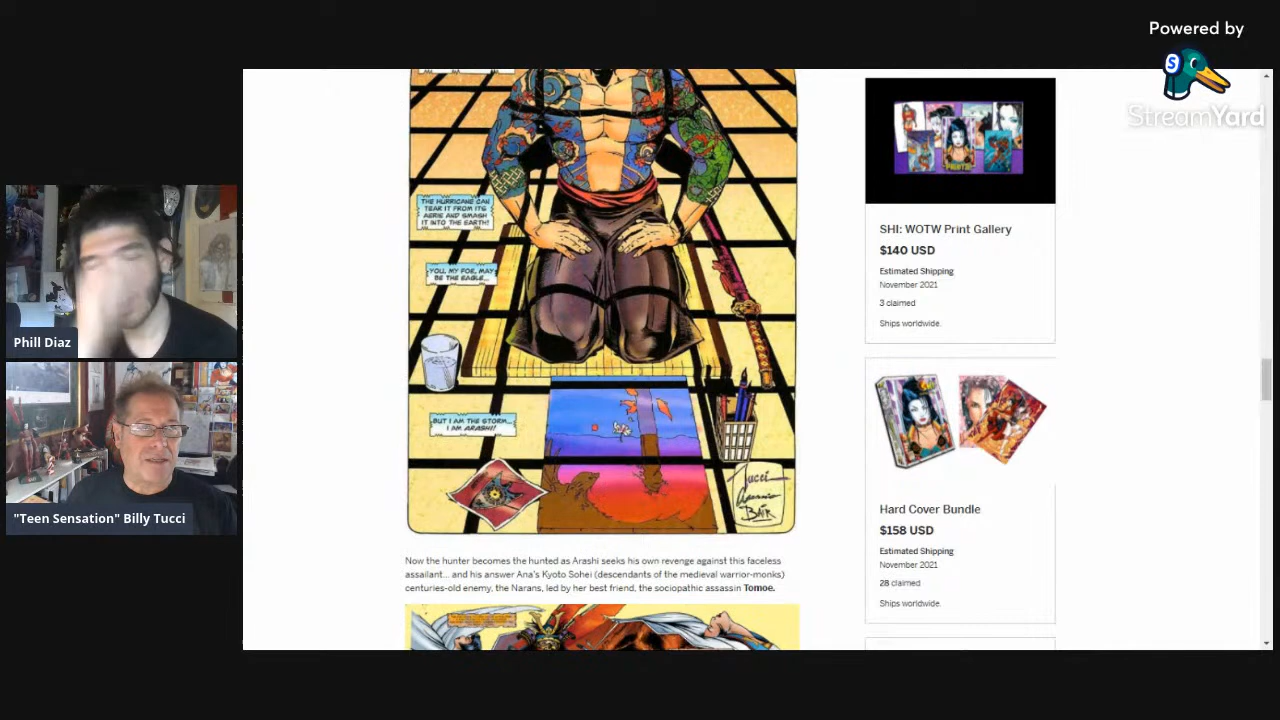 Powered by
S
StreamYard
SHI: WOTW Print Gallery
$140 USD
Estimated Shipping
November 2021
3 claimed
Ships worldwide.
THE HURRICANE CAN
TEAR IT FROM ITS
AERIE AND SMASH
IT INTO THE EARTH!
YOU, MY FOE, MAY
BE THE EAGLE...
BUT I AM THE STORM...
I AM ARASHI!
Tucci
BAIR
Phill Diaz
"Teen Sensation" Billy Tucci
Hard Cover Bundle
$158 USD
Estimated Shipping
November 2021
28 claimed
Ships worldwide.
Now the hunter becomes the hunted as Arashi seeks his own revenge against this faceless
assailant... and his answer Ana's Kyoto Sohei (descendants of the medieval warrior-monks)
centuries-old enemy, the Narans, led by her best friend, the sociopathic assassin Tomoe.